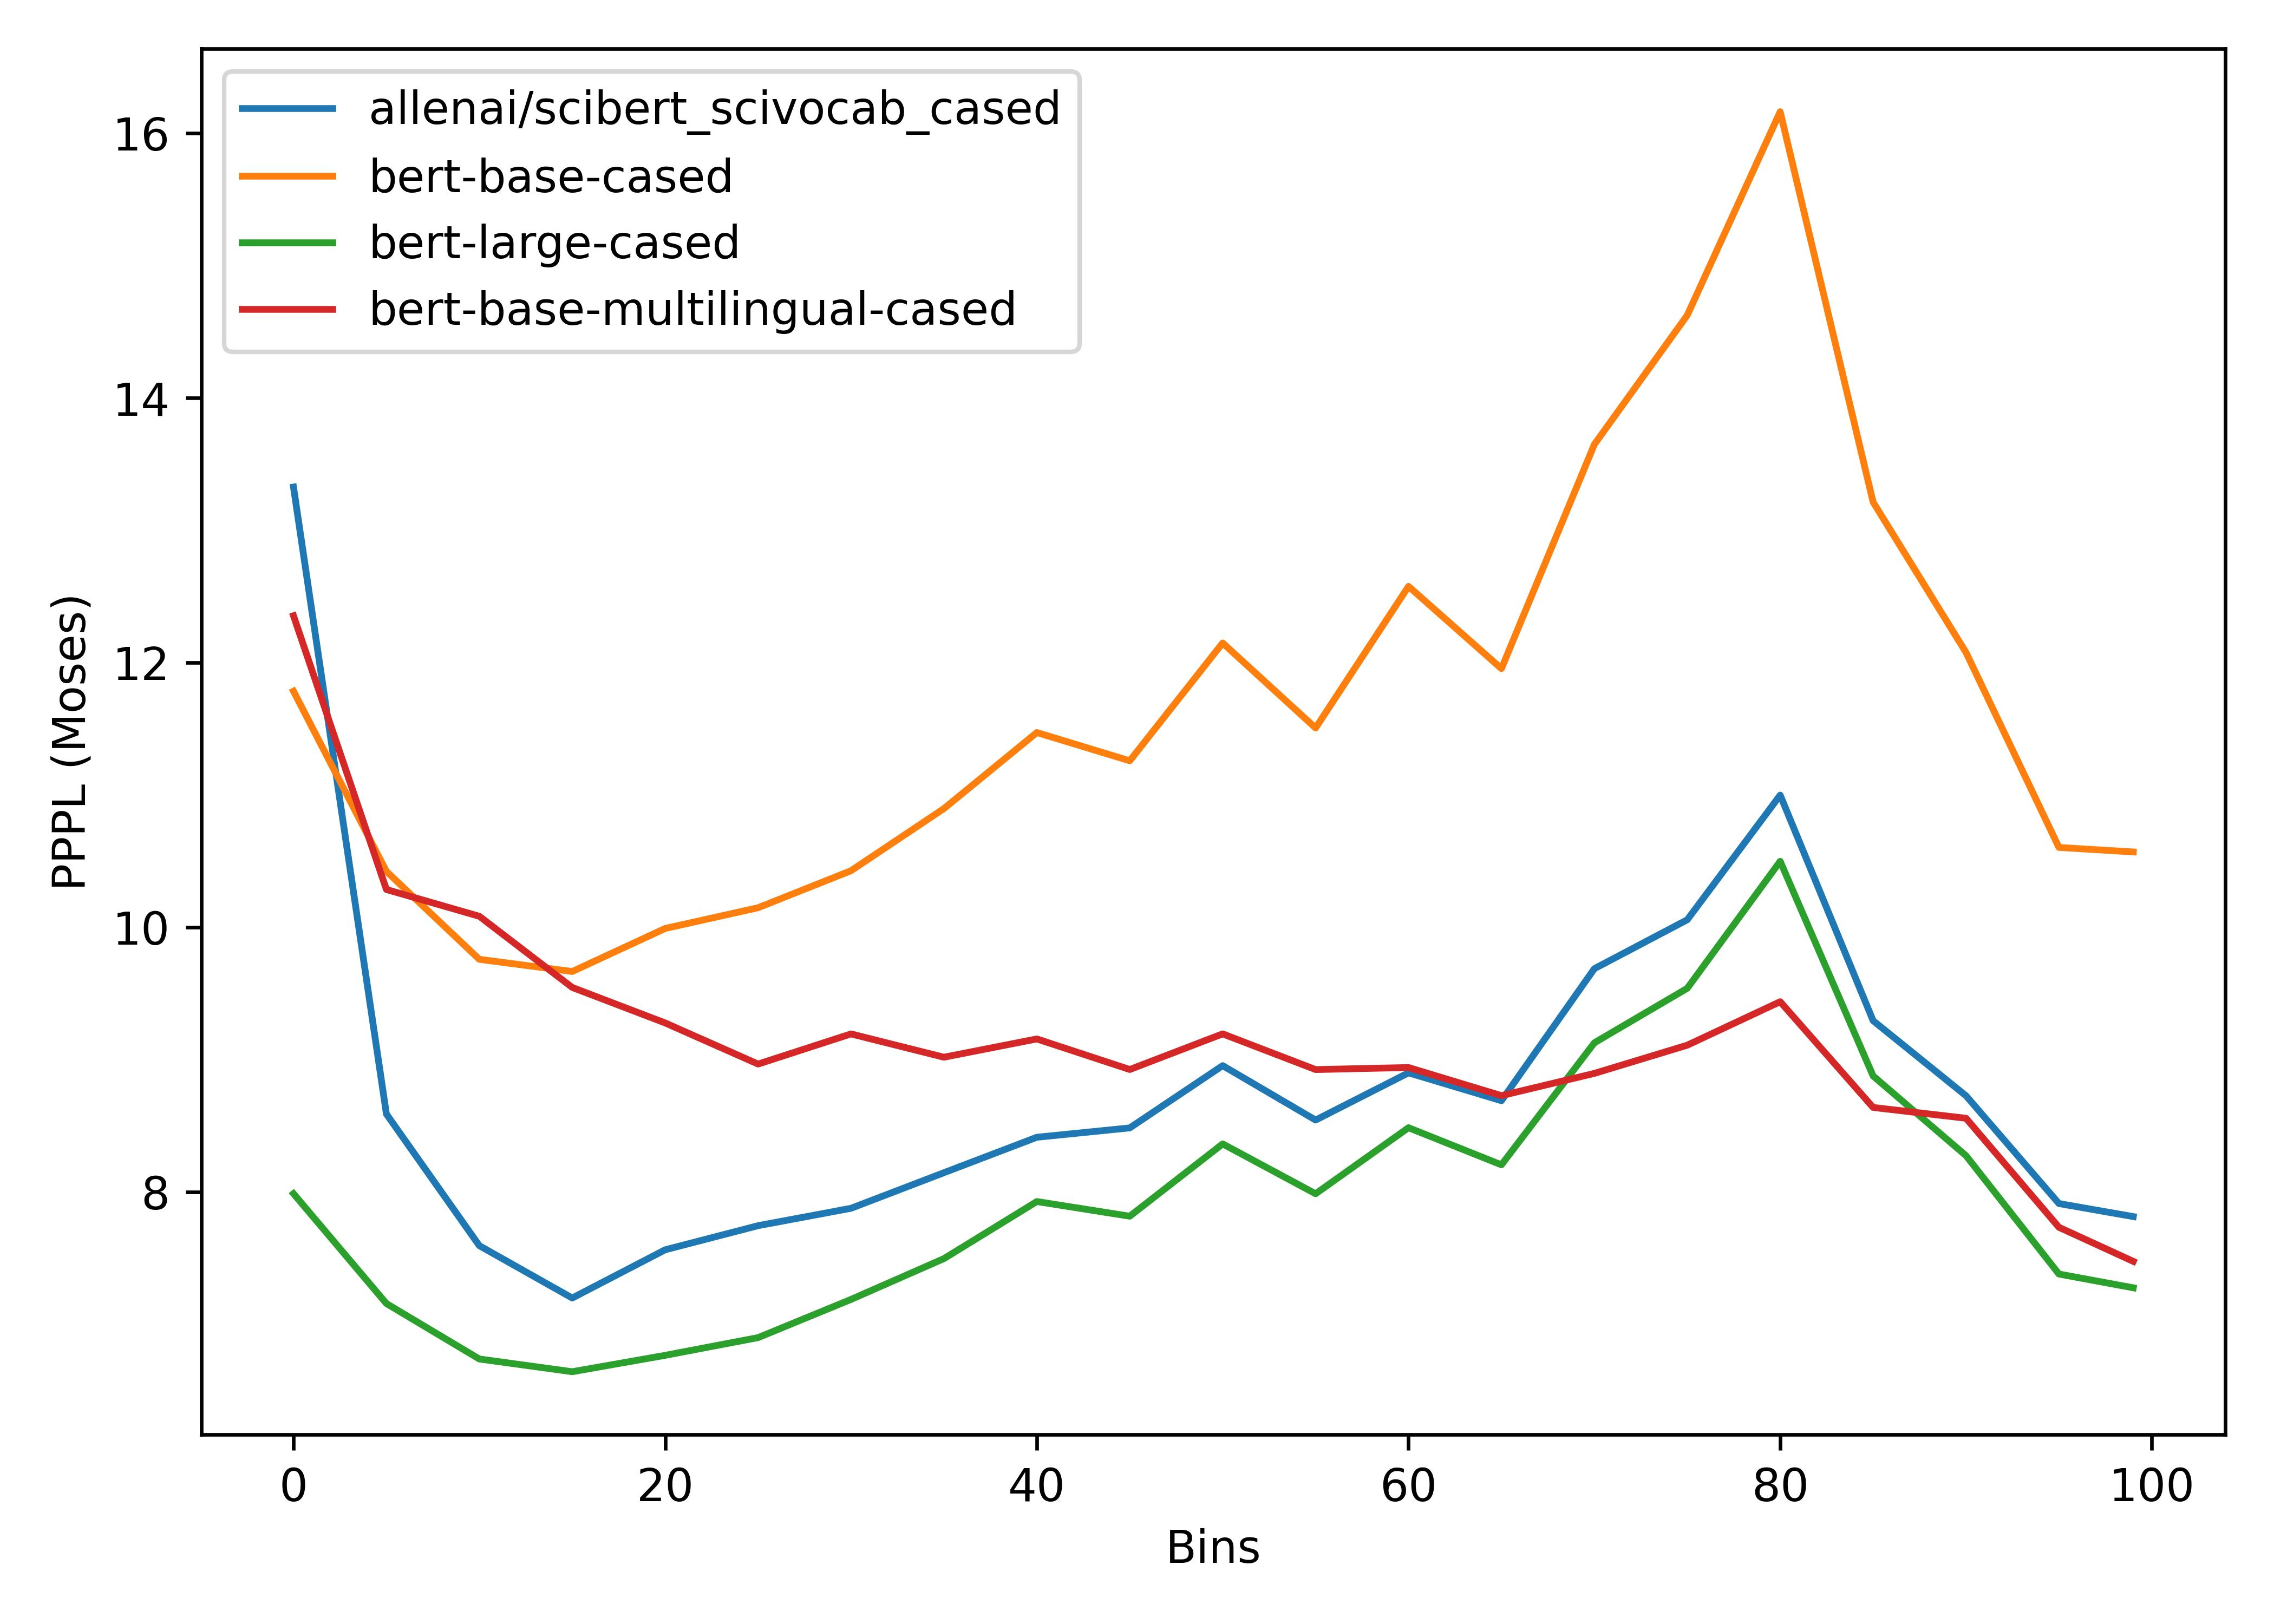 allenai/scibert_scivocab_cased
bert-base-cased
bert-large-cased
bert-base-multilingual-cased
16
14
12
10
8
PPPL (Moses)
0 20 40 60 80 100
Bins